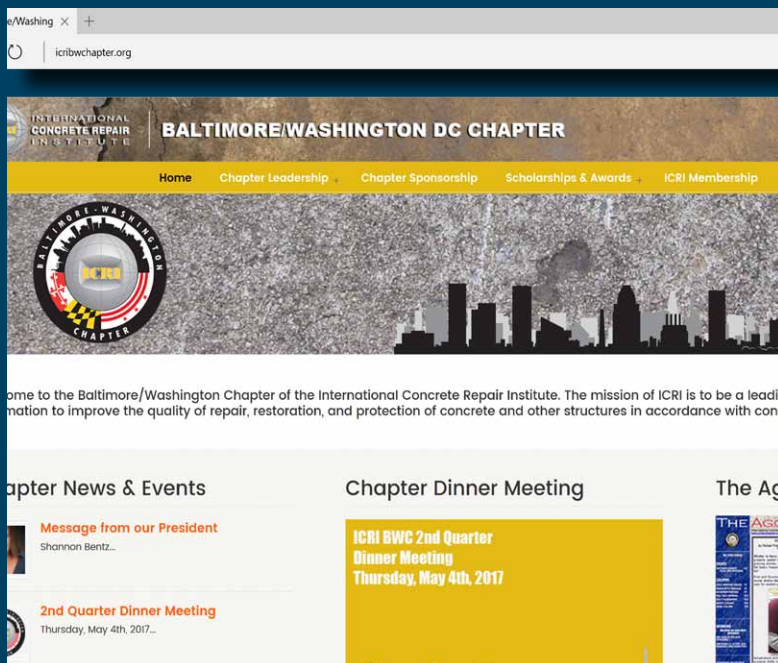 e/Washing
icribwchapter.org
INTERNATIONAL
CONCRETE REPAIR
INSTITUTE
BALTIMORE/WASHINGTON DC CHAPTER
Home Chapter Leadership + Chapter Sponsorship Scholarships & Awards + ICRI Membership
BALTIMORE-WASHINGTON
ICRI
CHAPTER
ome to the Baltimore/Washington Chapter of the International Concrete Repair Institute. The mission of ICRI is to be a leadi
mation to improve the quality of repair, restoration, and protection of concrete and other structures in accordance with con
apter News & Events
Message from our President
Shannon Bentz...
2nd Quarter Dinner Meeting
Thursday, May 4th, 2017...
Chapter Dinner Meeting
ICRI BWC 2nd Quarter
Dinner Meeting
Thursday, May 4th, 2017
The Ag
THE AGG